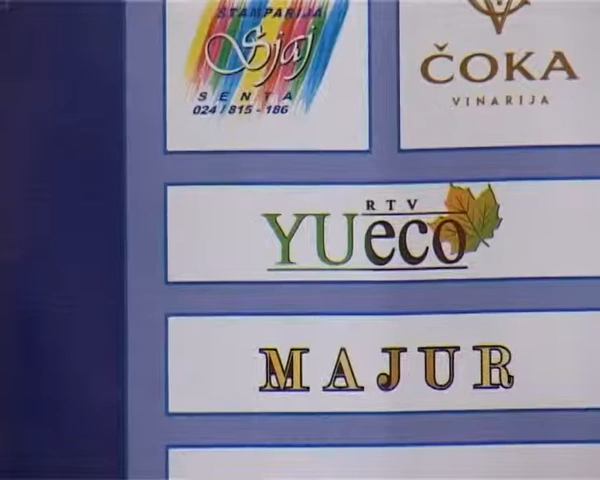 ŠTAMPARIJA
Sjaj
SENTA
024/815-186
ČOKA
VINARIJA
RTV
YUeco
MAJUR